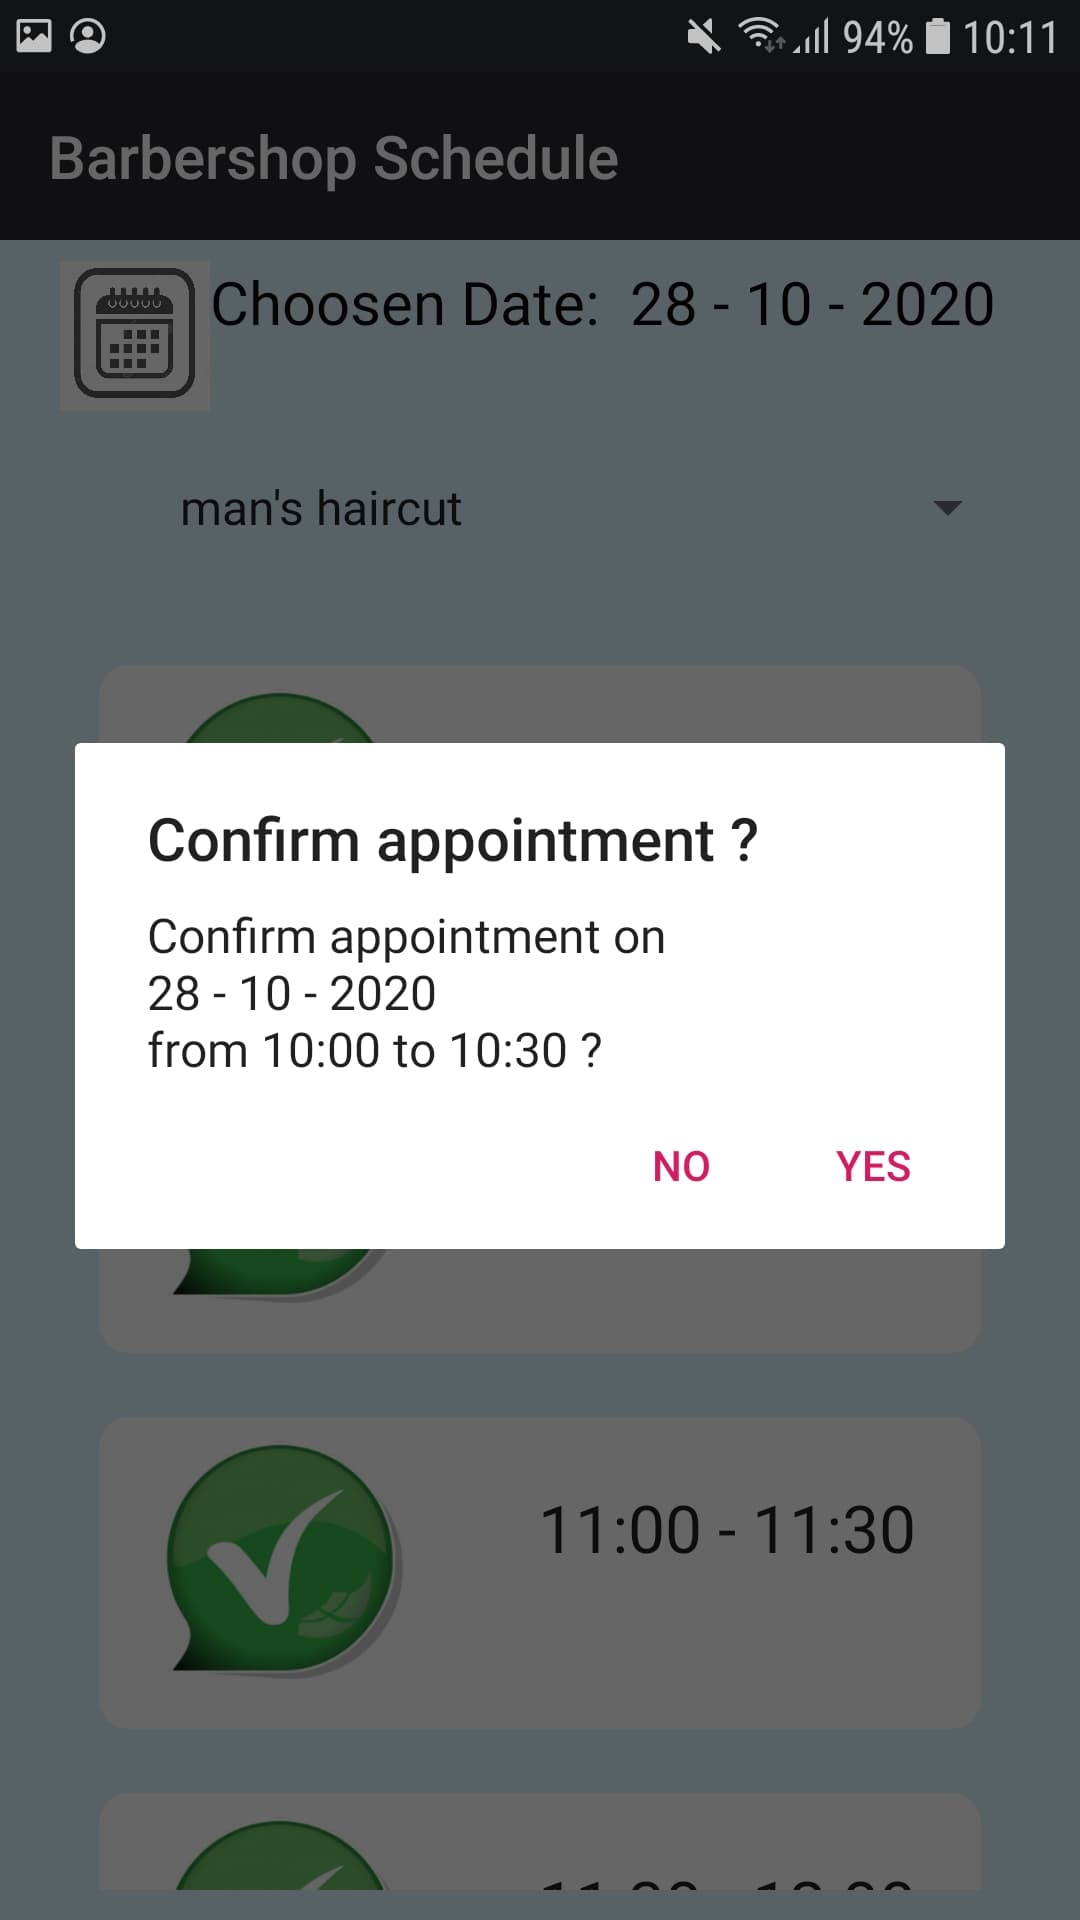 94% 10:11
Barbershop Schedule
Choosen Date: 28 - 10 - 2020
man's haircut
Confirm appointment ?
Confirm appointment on
28 - 10 - 2020
from 10:00 to 10:30 ?
NO YES
11:00 - 11:30